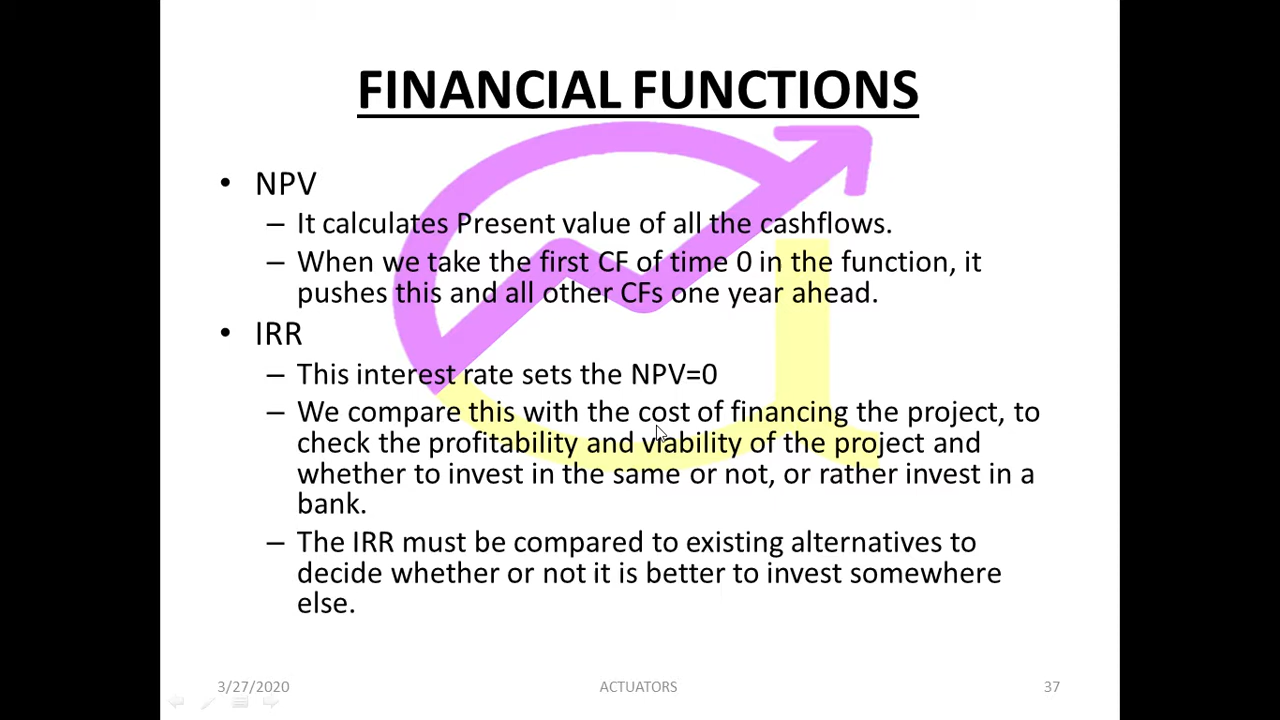 FINANCIAL FUNCTIONS
• NPV
– It calculates Present value of all the cashflows.
– When we take the first CF of time 0 in the function, it
pushes this and all other CFs one year ahead.
• IRR
– This interest rate sets the NPV=0
– We compare this with the cost of financing the project, to
check the profitability and viability of the project and
whether to invest in the same or not, or rather invest in a
bank.
– The IRR must be compared to existing alternatives to
decide whether or not it is better to invest somewhere
else.
3/27/2020 ACTUATORS 37